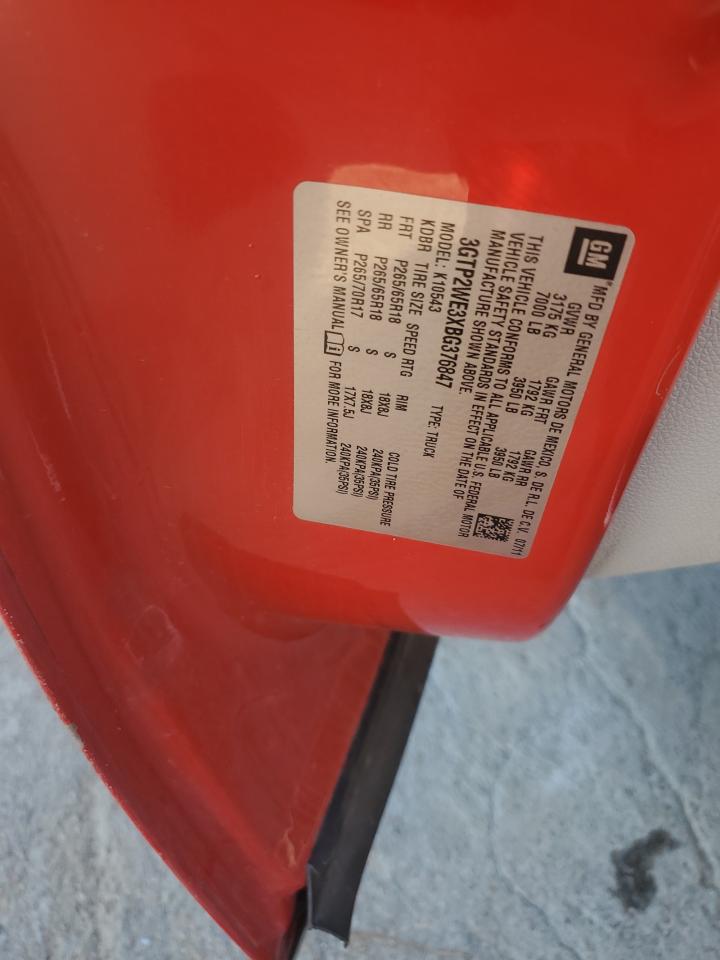 GM MFD BY GENERAL MOTORS DE MEXICO, S. DE R.L. DE C.V. 07/11
GVWR GAWR FRT GAWR RR
3175 KG 1792 KG 1792 KG
7000 LB 3950 LB 3950 LB
THIS VEHICLE CONFORMS TO ALL APPLICABLE U.S. FEDERAL MOTOR
VEHICLE SAFETY STANDARDS IN EFFECT ON THE DATE OF
MANUFACTURE SHOWN ABOVE.
3GTP2WE3XBG376847 TYPE: TRUCK
MODEL: K10543
KDBR TIRE SIZE SPEED RTG RIM COLD TIRE PRESSURE
FRT P265/65R18 S 18X8J 240KPA(35PSI)
RR P265/65R18 S 18X8J 240KPA(35PSI)
SPA P265/70R17 S 17X7.5J 240KPA(35PSI)
SEE OWNER'S MANUAL FOR MORE INFORMATION.